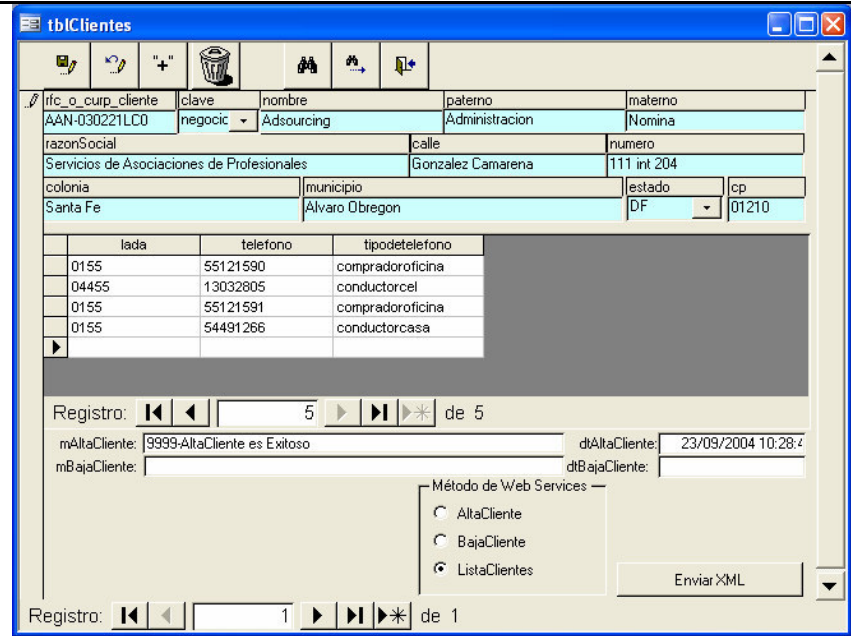 tblClientes
"+"
rfc_o_curp_cliente clave nombre paterno materno
AAN-030221LC0 negocic Adsourcing Administracion Nomina
razonSocial calle numero
Servicios de Asociaciones de Profesionales Gonzalez Camarena 111 int 204
colonia municipio estado cp
Santa Fe Alvaro Obregon DF 01210
lada telefono tipodetelefono
0155 55121590 compradoroficina
04455 13032805 conductorcel
0155 55121591 compradoroficina
0155 54491266 conductorcasa
Registro: 5 de 5
mAltaCliente: 9999-AltaCliente es Exitoso dtAltaCliente: 23/09/2004 10:28:4
mBajaCliente: dtBajaCliente:
Método de Web Services
AltaCliente
BajaCliente
ListaClientes
Enviar XML
Registro: 1 de 1